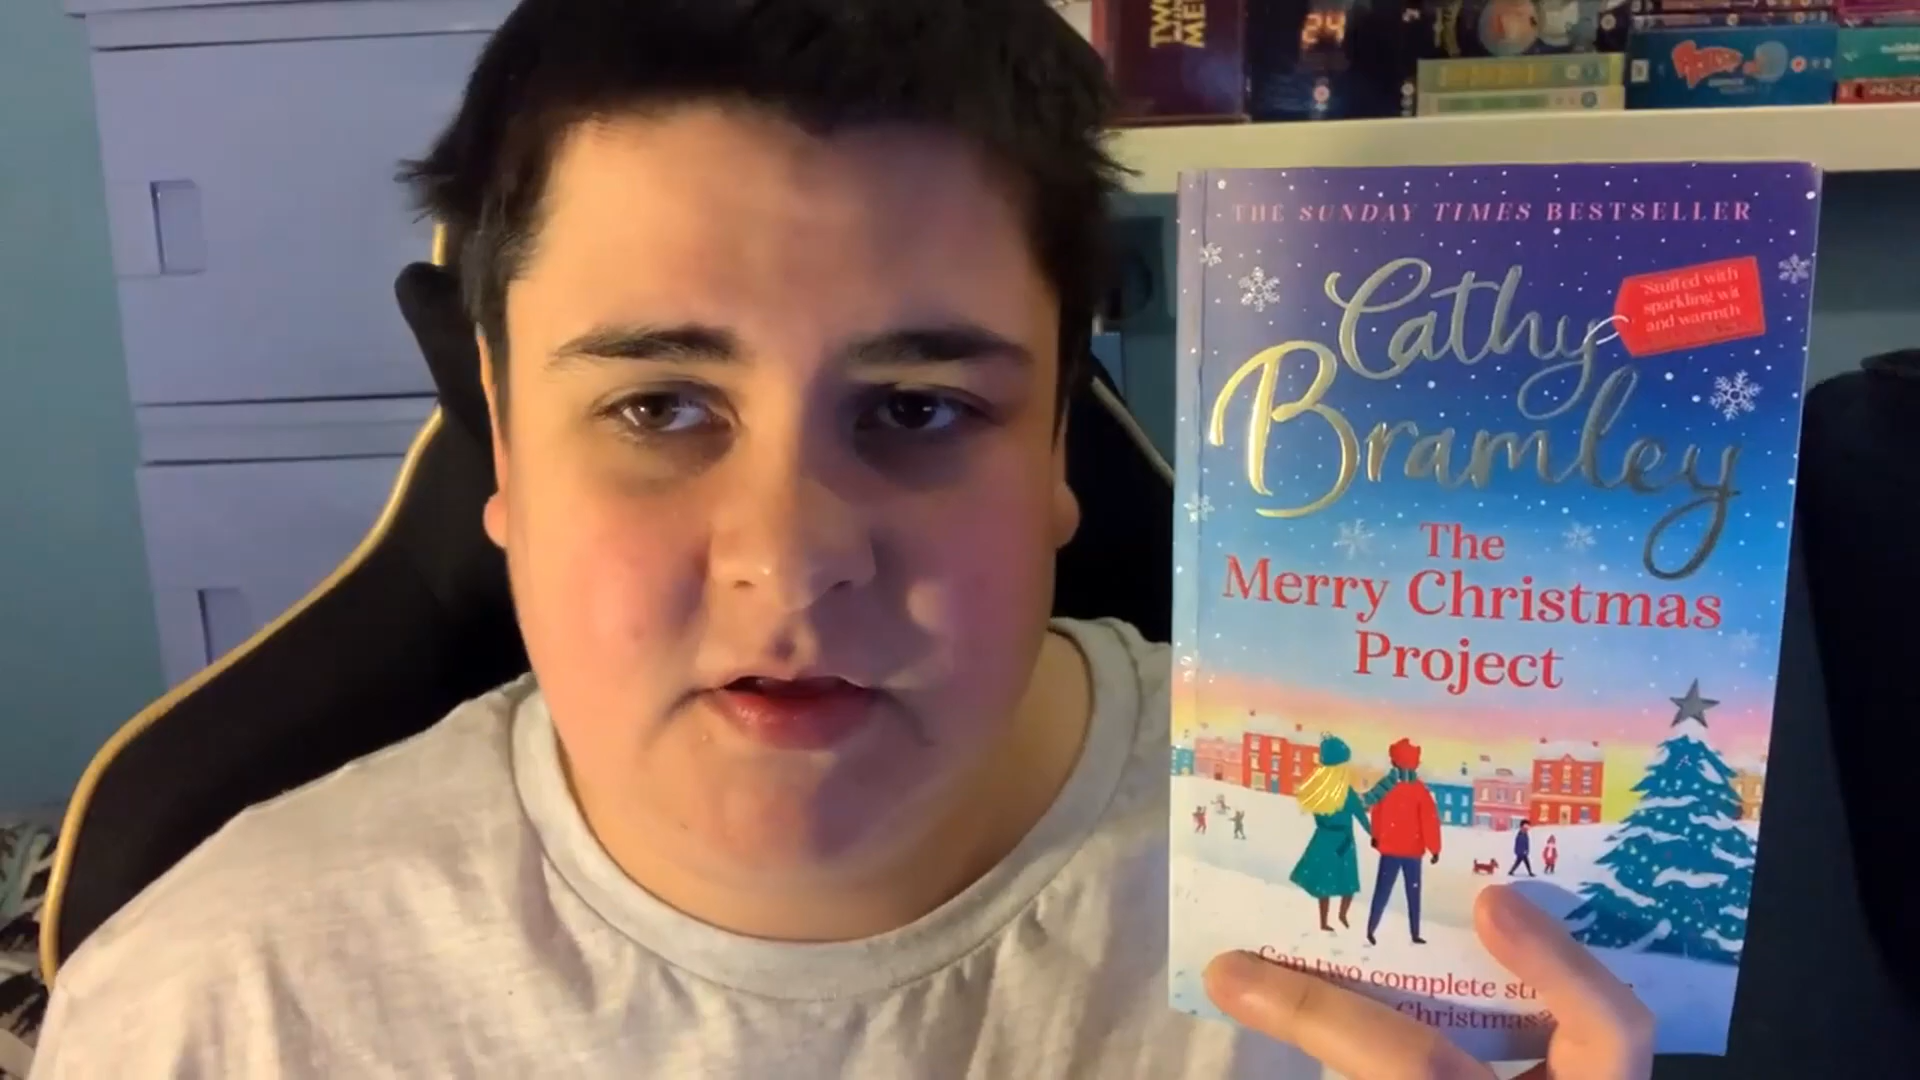 24
THE SUNDAY TIMES BESTSELLER
Cathy
Bramley
'Stuffed with
sparkling wit
and warmth
The
Merry Christmas
Project
Can two complete
Christmas?